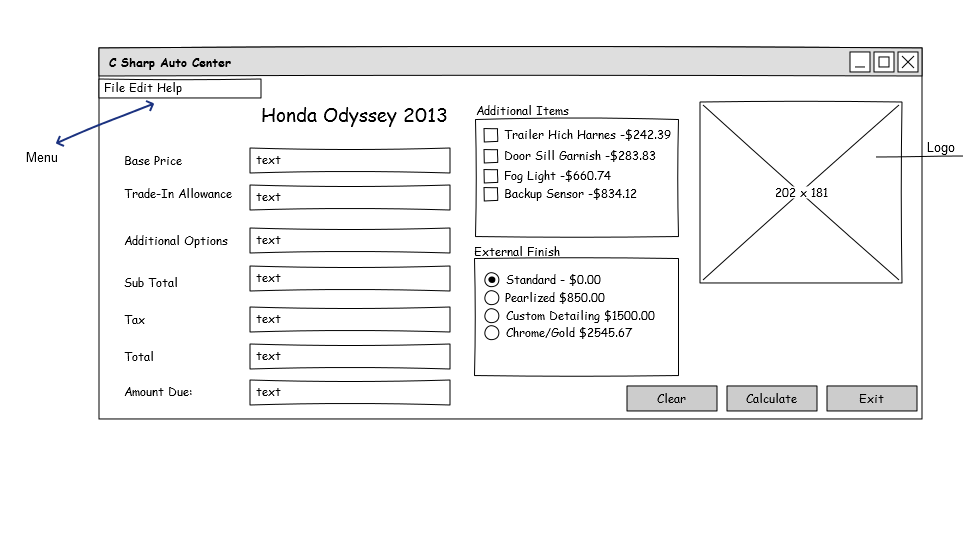 C Sharp Auto Center
File Edit Help
Menu
Honda Odyssey 2013
Base Price text
Trade-In Allowance text
Additional Options text
Sub Total text
Tax text
Total text
Amount Due: text
Additional Items
Trailer Hich Harnes -$242.39
Door Sill Garnish -$283.83
Fog Light -$660.74
Backup Sensor -$834.12
External Finish
Standard - $0.00
Pearlized $850.00
Custom Detailing $1500.00
Chrome/Gold $2545.67
202 x 181
Logo
Clear Calculate Exit